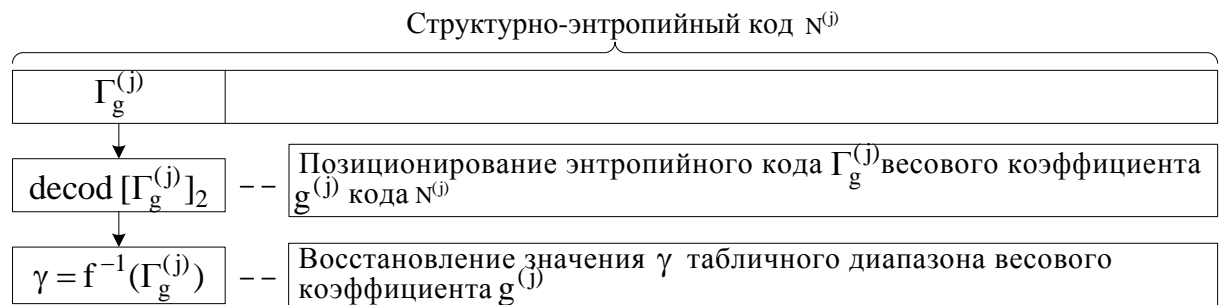 Структурно-энтропийный код N⁽ʲ⁾
Γ_g^(j)
decod [Γ_g^(j)]₂
Позиционирование энтропийного кода Γ_g^(j) весового коэффициента
g^(j) кода N^(j)
γ = f⁻¹(Γ_g^(j))
Восстановление значения γ табличного диапазона весового
коэффициента g^(j)